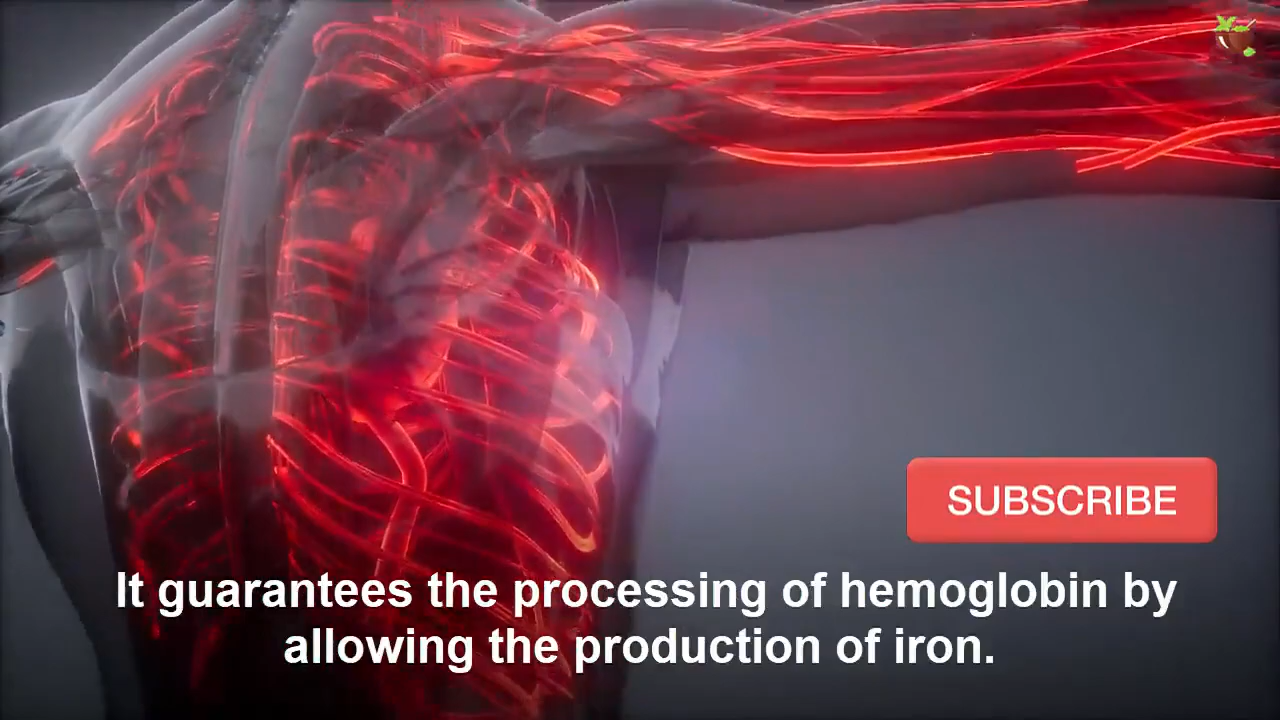 SUBSCRIBE
It guarantees the processing of hemoglobin by
allowing the production of iron.